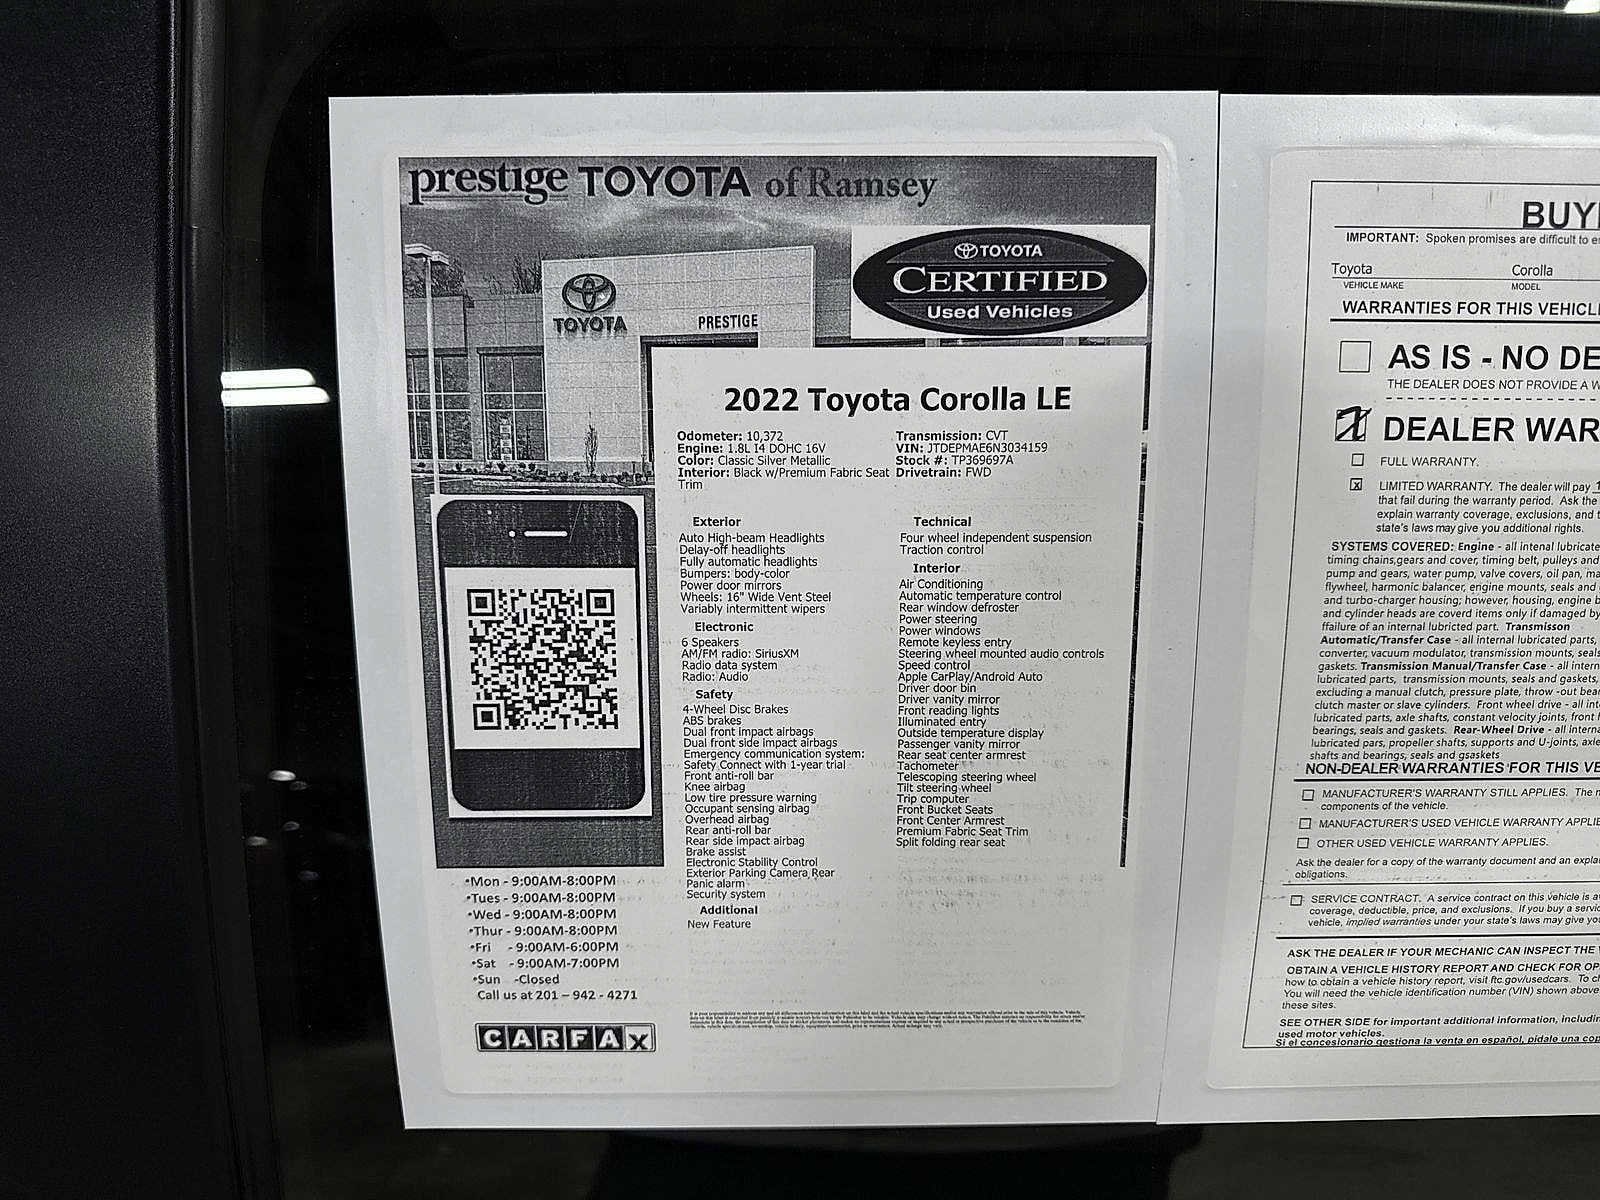 prestige TOYOTA of Ramsey
TOYOTA
CERTIFIED
Used Vehicles
TOYOTA
PRESTIGE
2022 Toyota Corolla LE
Odometer: 10,372
Engine: 1.8L I4 DOHC 16V
Color: Classic Silver Metallic
Interior: Black w/Premium Fabric Seat
Trim
Transmission: CVT
VIN: JTDEPMAE6N3034159
Stock #: TP369697A
Drivetrain: FWD
Exterior
Auto High-beam Headlights
Delay-off headlights
Fully automatic headlights
Bumpers: body-color
Power door mirrors
Wheels: 16" Wide Vent Steel
Variably intermittent wipers
Electronic
6 Speakers
AM/FM radio: SiriusXM
Radio data system
Radio: Audio
Safety
4-Wheel Disc Brakes
ABS brakes
Dual front impact airbags
Dual front side impact airbags
Emergency communication system:
Safety Connect with 1-year trial
Front anti-roll bar
Knee airbag
Low tire pressure warning
Occupant sensing airbag
Overhead airbag
Rear anti-roll bar
Rear side impact airbag
Brake assist
Electronic Stability Control
Exterior Parking Camera Rear
Panic alarm
Security system
Additional
New Feature
Technical
Four wheel independent suspension
Traction control
Interior
Air Conditioning
Automatic temperature control
Rear window defroster
Power steering
Power windows
Remote keyless entry
Steering wheel mounted audio controls
Speed control
Apple CarPlay/Android Auto
Driver door bin
Driver vanity mirror
Front reading lights
Illuminated entry
Outside temperature display
Passenger vanity mirror
Rear seat center armrest
Tachometer
Telescoping steering wheel
Tilt steering wheel
Trip computer
Front Bucket Seats
Front Center Armrest
Premium Fabric Seat Trim
Split folding rear seat
•Mon - 9:00AM-8:00PM
•Tues - 9:00AM-8:00PM
•Wed - 9:00AM-8:00PM
•Thur - 9:00AM-8:00PM
•Fri - 9:00AM-6:00PM
•Sat - 9:00AM-7:00PM
•Sun -Closed
Call us at 201 – 942 - 4271
CARFAX
BUY
IMPORTANT: Spoken promises are difficult to
Toyota Corolla
VEHICLE MAKE MODEL
WARRANTIES FOR THIS VEHICL
AS IS - NO DE
THE DEALER DOES NOT PROVIDE A
DEALER WAR
FULL WARRANTY.
LIMITED WARRANTY. The dealer will pay
that fail during the warranty period. Ask the
explain warranty coverage, exclusions, and
state's laws may give you additional rights.
SYSTEMS COVERED: Engine - all intenal lubricate
timing chains,gears and cover, timing belt, pulleys and
pump and gears, water pump, valve covers, oil pan, ma
flywheel, harmonic balancer, engine mounts, seals and
and turbo-charger housing; however, housing, engine b
and cylinder heads are coverd items only if damaged by
ffailure of an internal lubricted part. Transmisson
Automatic/Transfer Case - all internal lubricated parts,
converter, vacuum modulator, transmission mounts, seals
gaskets. Transmission Manual/Transfer Case - all intern
lubricated parts, transmission mounts, seals and gaskets,
excluding a manual clutch, pressure plate, throw -out bear
clutch master or slave cylinders. Front wheel drive - all int
lubricated parts, axle shafts, constant velocity joints, front
bearings, seals and gaskets. Rear-Wheel Drive - all interna
lubricated pars, propeller shafts, supports and U-joints, axle
shafts and bearings, seals and gsaskets
NON-DEALER WARRANTIES FOR THIS VE
MANUFACTURER'S WARRANTY STILL APPLIES. The
components of the vehicle.
MANUFACTURER'S USED VEHICLE WARRANTY APPLIE
OTHER USED VEHICLE WARRANTY APPLIES.
Ask the dealer for a copy of the warranty document and an expla
obligations.
SERVICE CONTRACT. A service contract on this vehicle is
coverage, deductible, price, and exclusions. If you buy a servi
vehicle, implied warranties under your state's laws may give you
ASK THE DEALER IF YOUR MECHANIC CAN INSPECT THE
OBTAIN A VEHICLE HISTORY REPORT AND CHECK FOR OP
how to obtain a vehicle history report, visit ftc.gov/usedcars. To
You will need the vehicle identification number (VIN) shown above
these sites.
SEE OTHER SIDE for important additional information, includin
used motor vehicles.
Si el concesionario gestiona la venta en español, pídale una cop